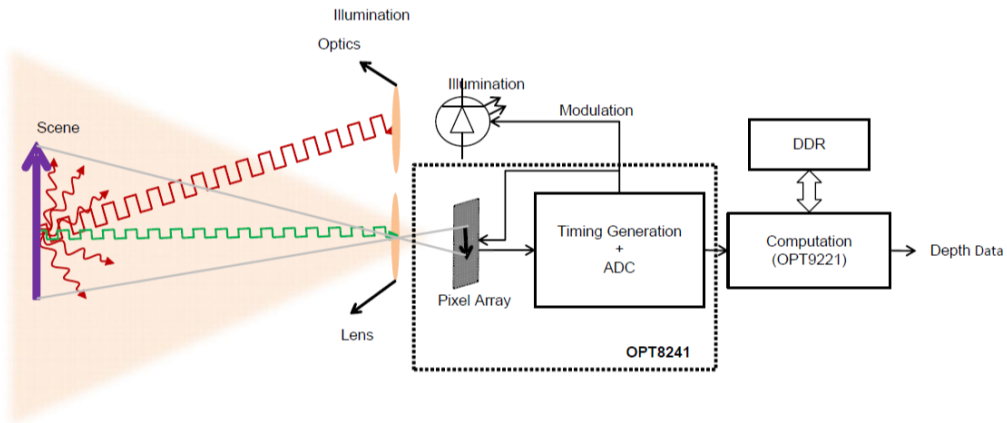 Illumination
Optics
Illumination
Modulation
Scene
DDR
Timing Generation
+
ADC
Computation
(OPT9221)
Depth Data
Pixel Array
Lens
OPT8241